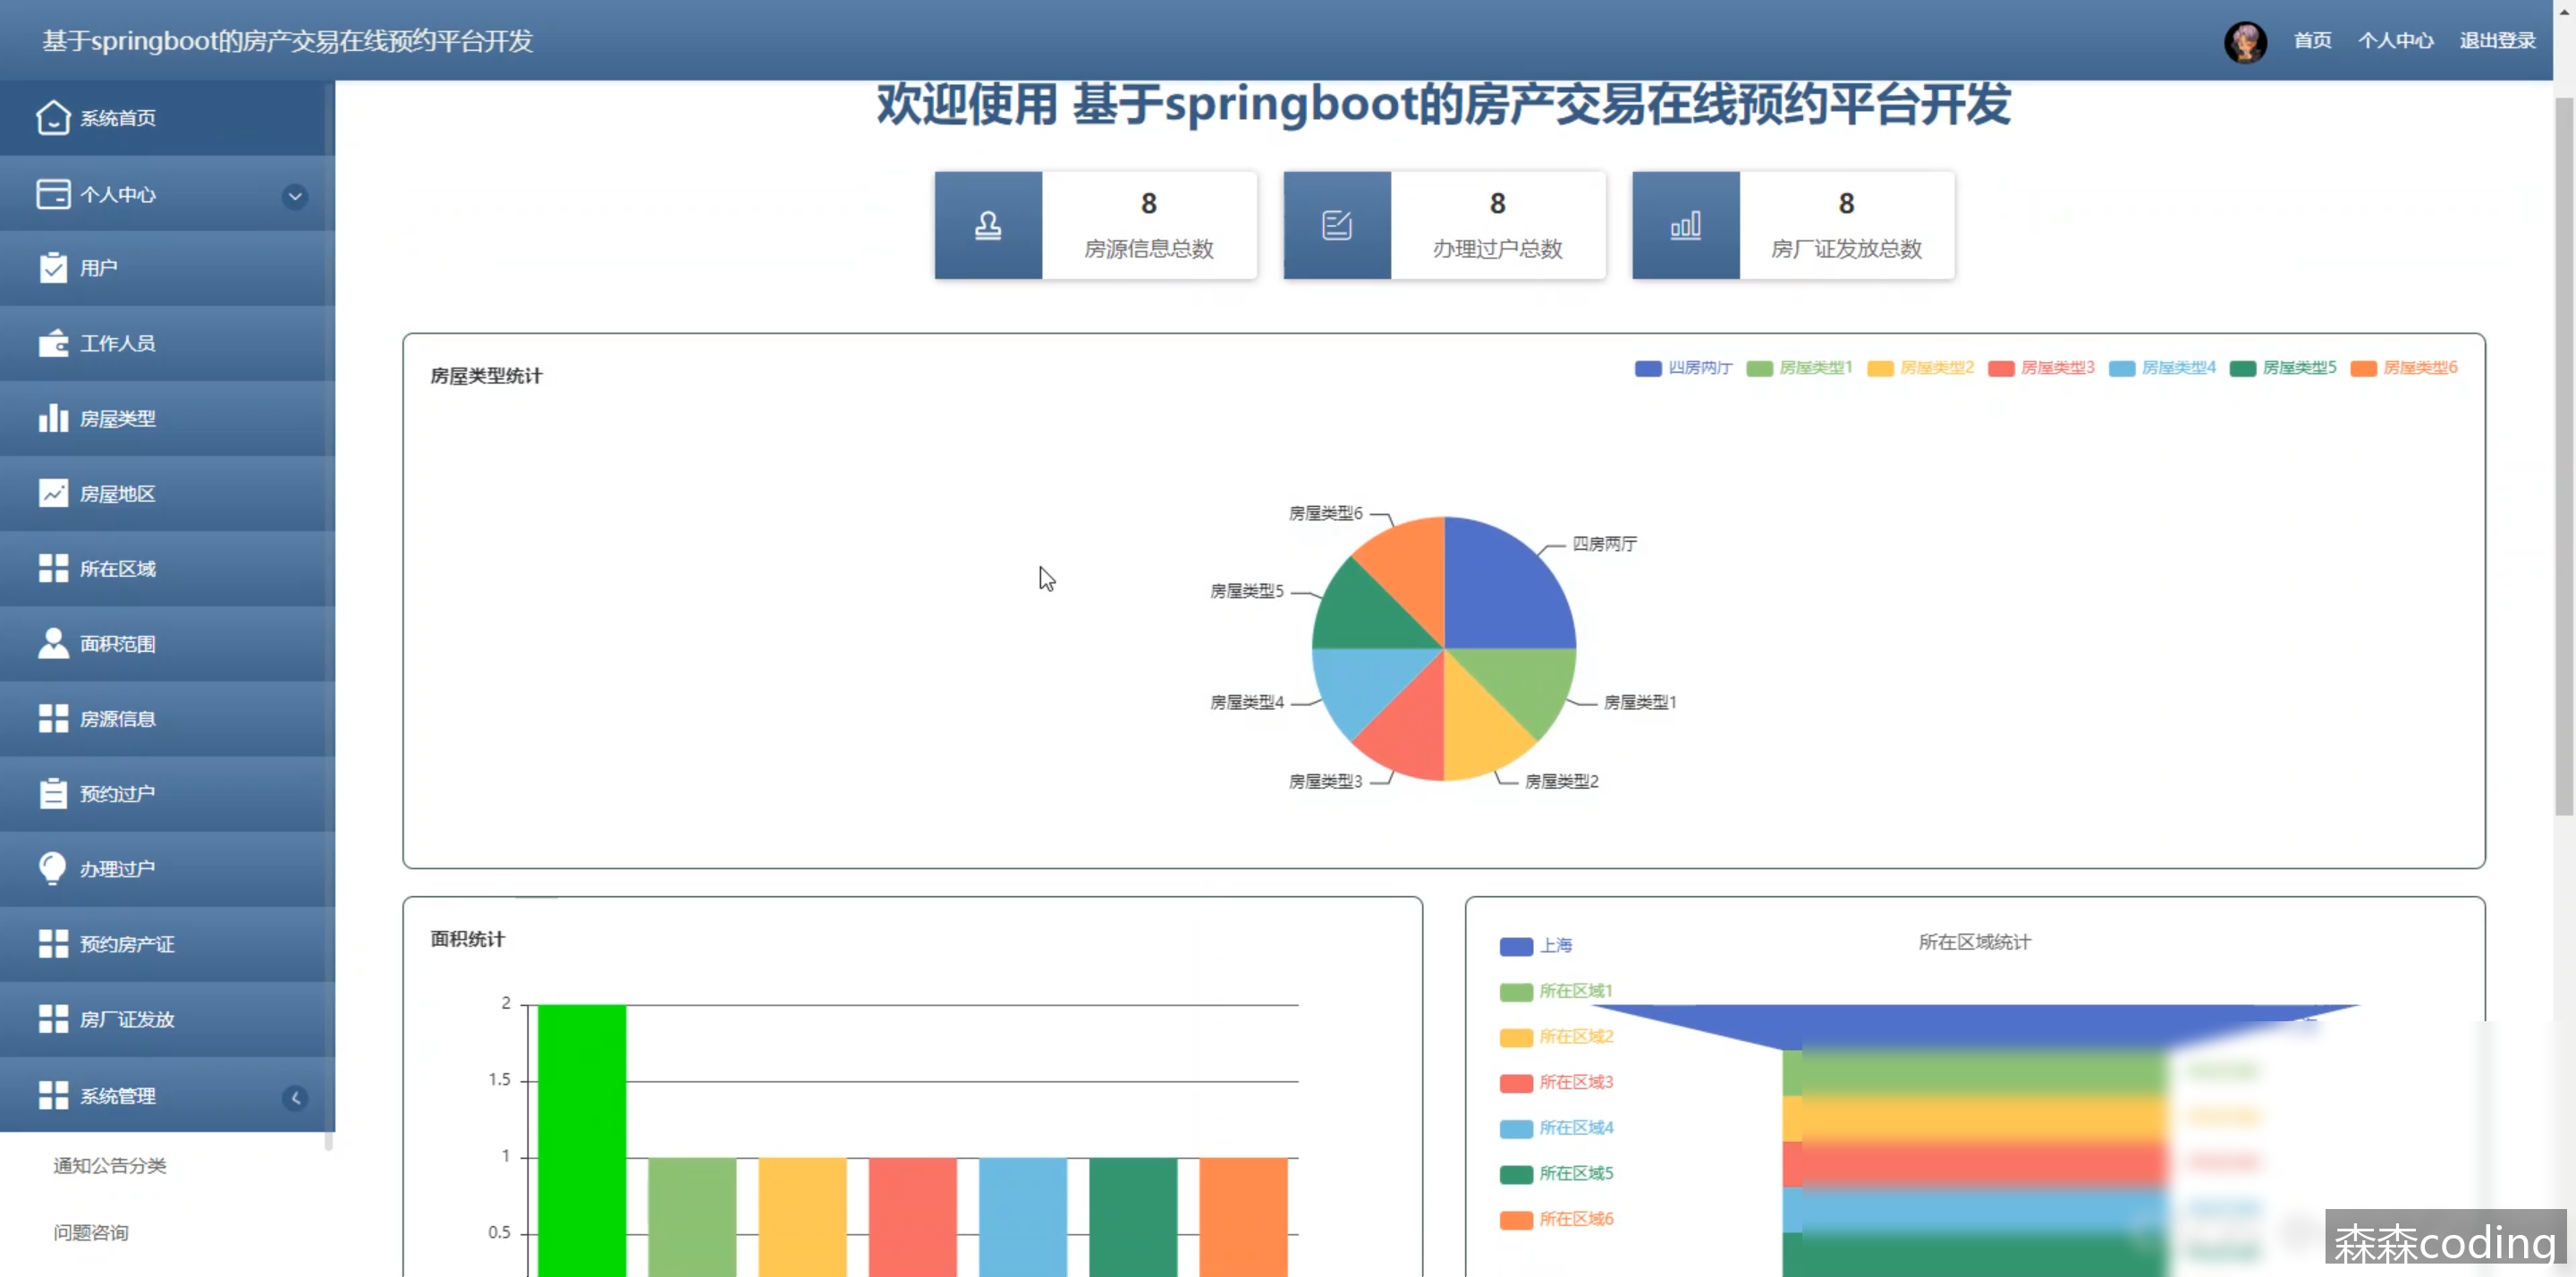 基于springboot的房产交易在线预约平台开发
首页 个人中心 退出登录
系统首页
个人中心
用户
工作人员
房屋类型
房屋地区
所在区域
面积范围
房源信息
预约过户
办理过户
预约房产证
房厂证发放
系统管理
通知公告分类
问题咨询
欢迎使用 基于springboot的房产交易在线预约平台开发
8
房源信息总数
8
办理过户总数
8
房厂证发放总数
房屋类型统计
四房两厅 房屋类型1 房屋类型2 房屋类型3 房屋类型4 房屋类型5 房屋类型6
房屋类型6
四房两厅
房屋类型5
房屋类型4
房屋类型1
房屋类型3
房屋类型2
面积统计
2
1.5
1
0.5
所在区域统计
上海
所在区域1
所在区域2
所在区域3
所在区域4
所在区域5
所在区域6
森森coding